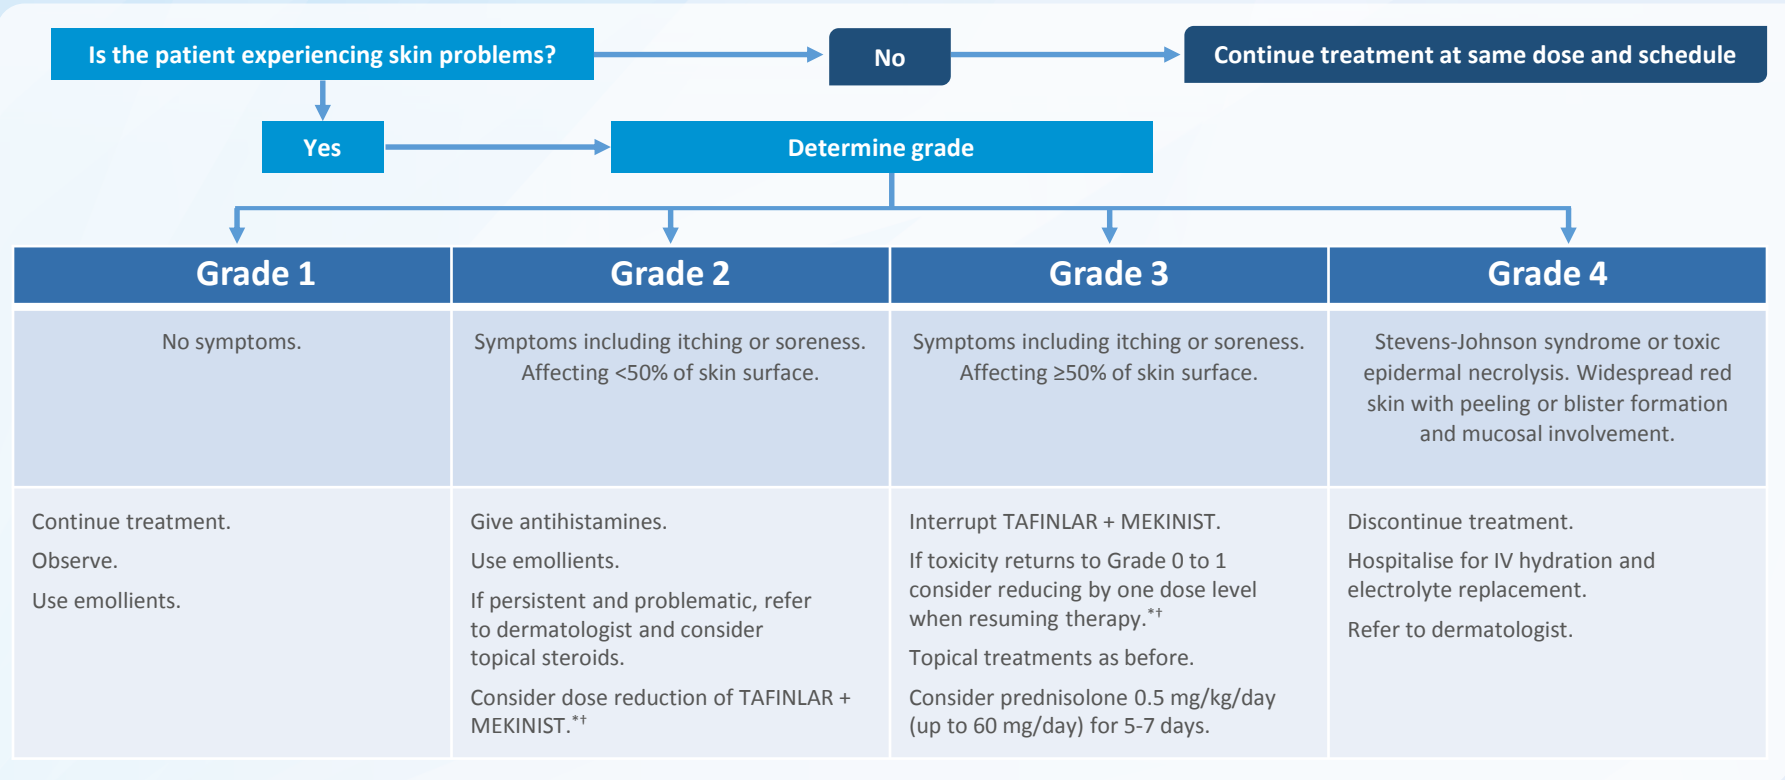 Is the patient experiencing skin problems?
No
Continue treatment at same dose and schedule
Yes
Determine grade
Grade 1
Grade 2
Grade 3
Grade 4
No symptoms.
Symptoms including itching or soreness.
Affecting <50% of skin surface.
Symptoms including itching or soreness.
Affecting ≥50% of skin surface.
Stevens-Johnson syndrome or toxic
epidermal necrolysis. Widespread red
skin with peeling or blister formation
and mucosal involvement.
Continue treatment.
Observe.
Use emollients.
Give antihistamines.
Use emollients.
If persistent and problematic, refer
to dermatologist and consider
topical steroids.
Consider dose reduction of TAFINLAR +
MEKINIST.*†
Interrupt TAFINLAR + MEKINIST.
If toxicity returns to Grade 0 to 1
consider reducing by one dose level
when resuming therapy.*†
Topical treatments as before.
Consider prednisolone 0.5 mg/kg/day
(up to 60 mg/day) for 5-7 days.
Discontinue treatment.
Hospitalise for IV hydration and
electrolyte replacement.
Refer to dermatologist.